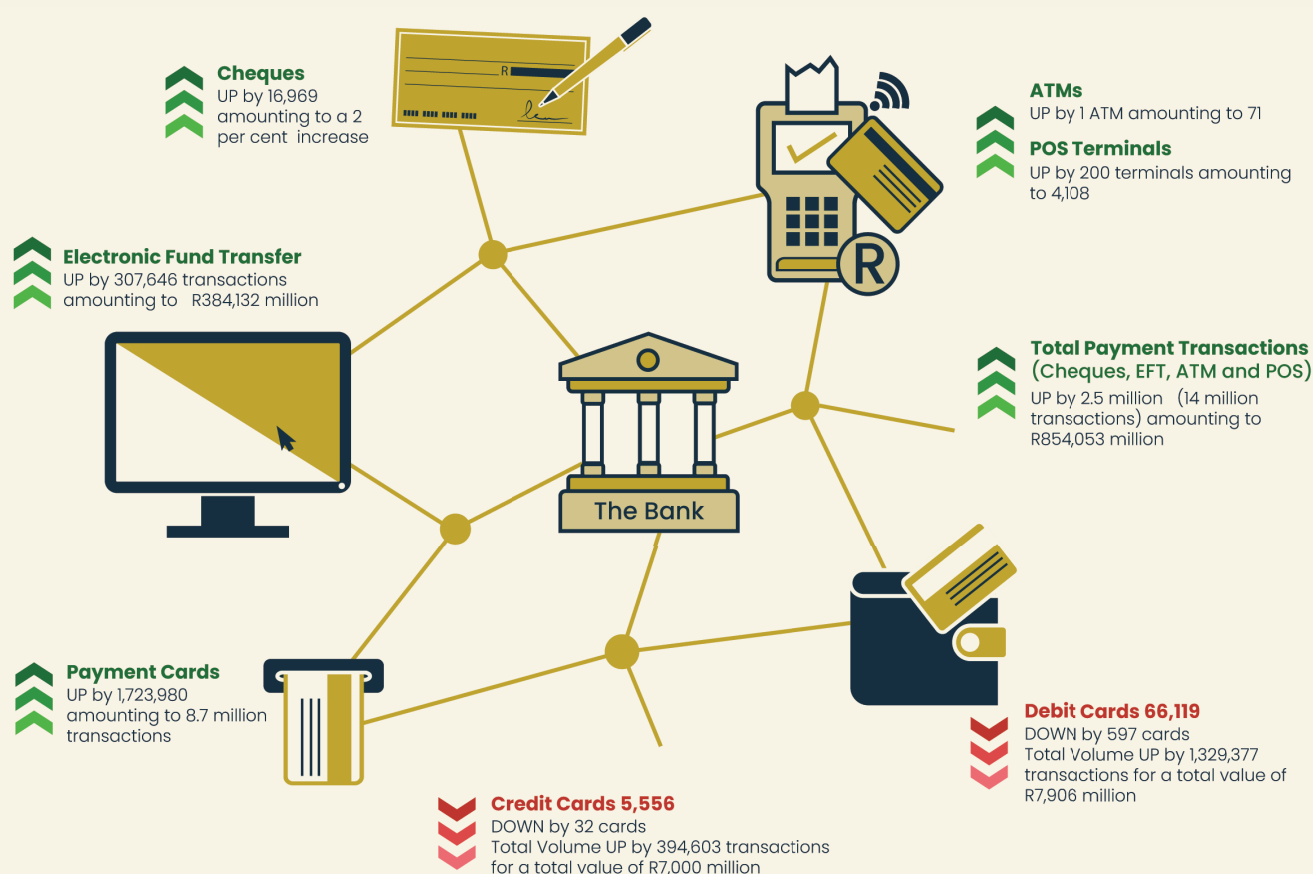 Cheques
UP by 16,969
amounting to a 2
per cent increase
R
ATMs
UP by 1 ATM amounting to 71
POS Terminals
UP by 200 terminals amounting
to 4,108
R
Electronic Fund Transfer
UP by 307,646 transactions
amounting to R384,132 million
Total Payment Transactions
(Cheques, EFT, ATM and POS)
UP by 2.5 million (14 million
transactions) amounting to
R854,053 million
The Bank
Payment Cards
UP by 1,723,980
amounting to 8.7 million
transactions
Debit Cards 66,119
DOWN by 597 cards
Total Volume UP by 1,329,377
transactions for a total value of
R7,906 million
Credit Cards 5,556
DOWN by 32 cards
Total Volume UP by 394,603 transactions
for a total value of R7,000 million